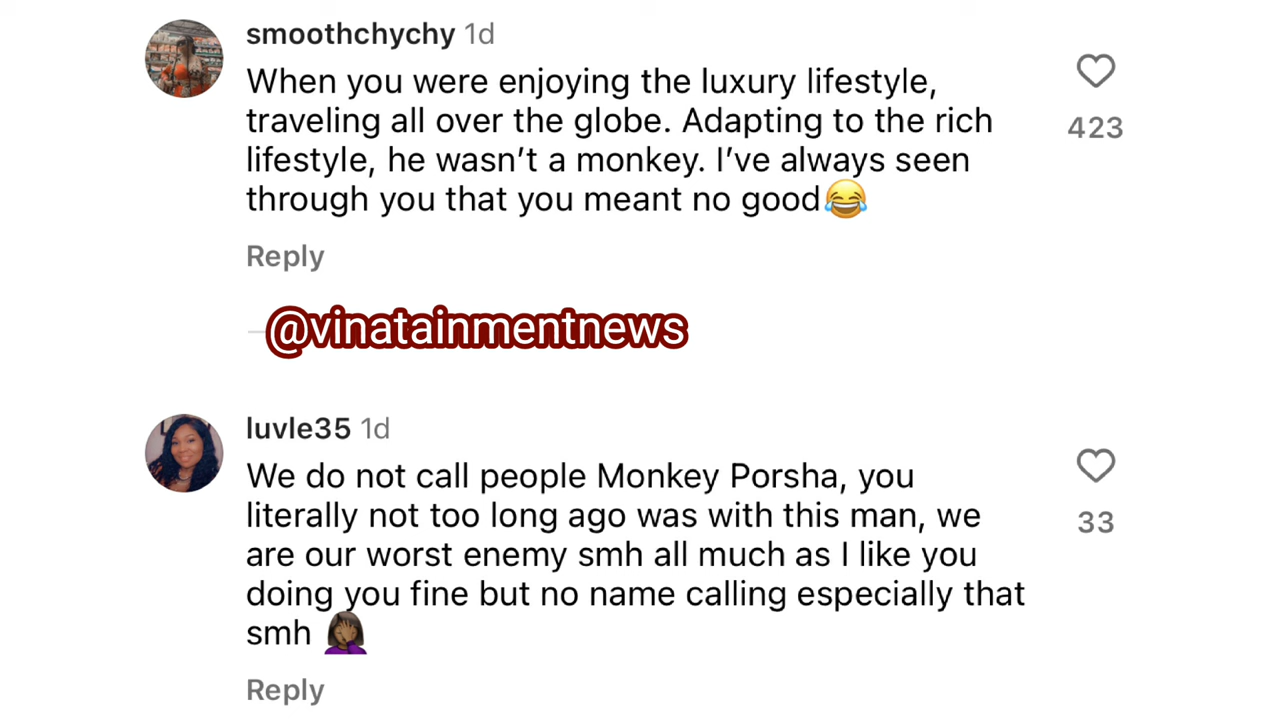 smoothchychy 1d
When you were enjoying the luxury lifestyle,
traveling all over the globe. Adapting to the rich
lifestyle, he wasn’t a monkey. I’ve always seen
through you that you meant no good😂
423
Reply
@vinatainmentnews
luvle35 1d
We do not call people Monkey Porsha, you
literally not too long ago was with this man, we
are our worst enemy smh all much as I like you
doing you fine but no name calling especially that
smh 🤦🏾‍♀️
33
Reply